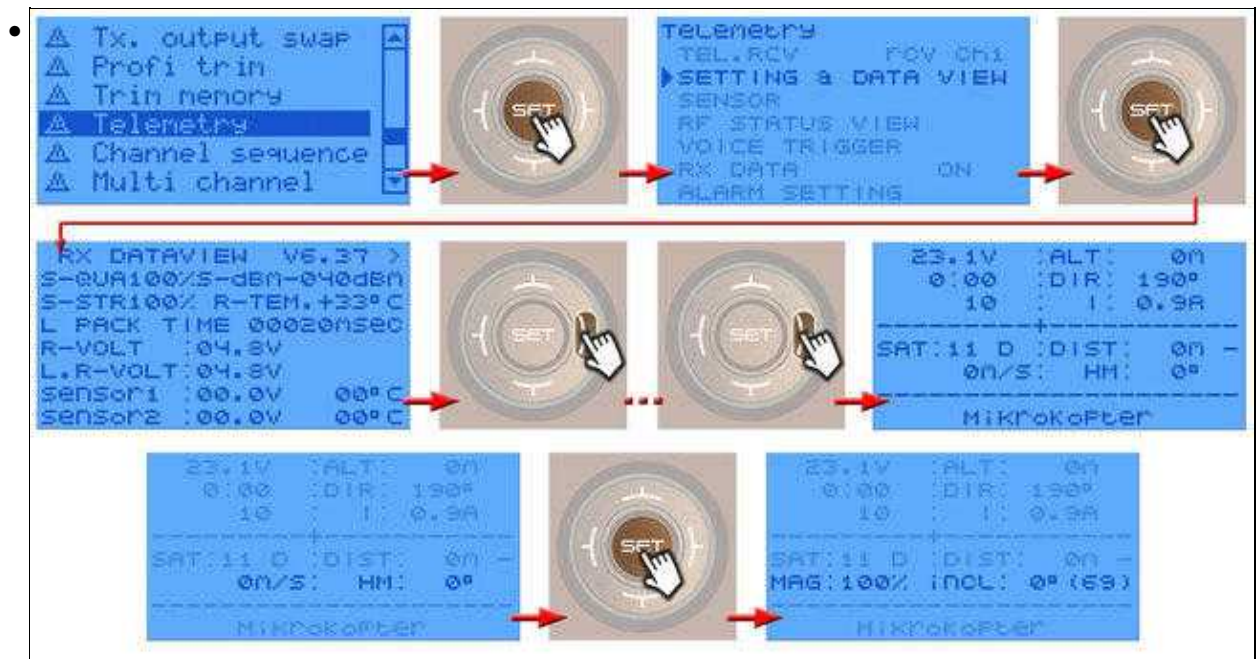 Tx. output swap
Profi trim
Trim memory
Telemetry
Channel sequence
Multi channel
SET
Telemetry
TEL.RCV rcv Ch1
SETTING & DATA VIEW
SENSOR
RF STATUS VIEW
VOICE TRIGGER
RX DATA ON
ALARM SETTING
SET
RX DATAVIEW V6.37 >
S-QUA100%S-dBm-040dBm
S-STR100% R-TEM.+33°C
L PACK TIME 00020msec
R-VOLT :04.8V
L.R-VOLT:04.8V
Sensor1 :00.0V 00°C
Sensor2 :00.0V 00°C
SET
...
SET
23.1V :ALT: 0m
0:00 :DIR: 190°
10 : I: 0.9A
SAT:11 D :DIST: 0m -
0m/S: HM: 0°
MikroKopter
23.1V :ALT: 0m
0:00 :DIR: 190°
10 : I: 0.9A
SAT:11 D :DIST: 0m -
0m/S: HM: 0°
MikroKopter
SET
23.1V :ALT: 0m
0:00 :DIR: 190°
10 : I: 0.9A
SAT:11 D :DIST: 0m -
MAG:100% incl: 0°(69)
MikroKopter